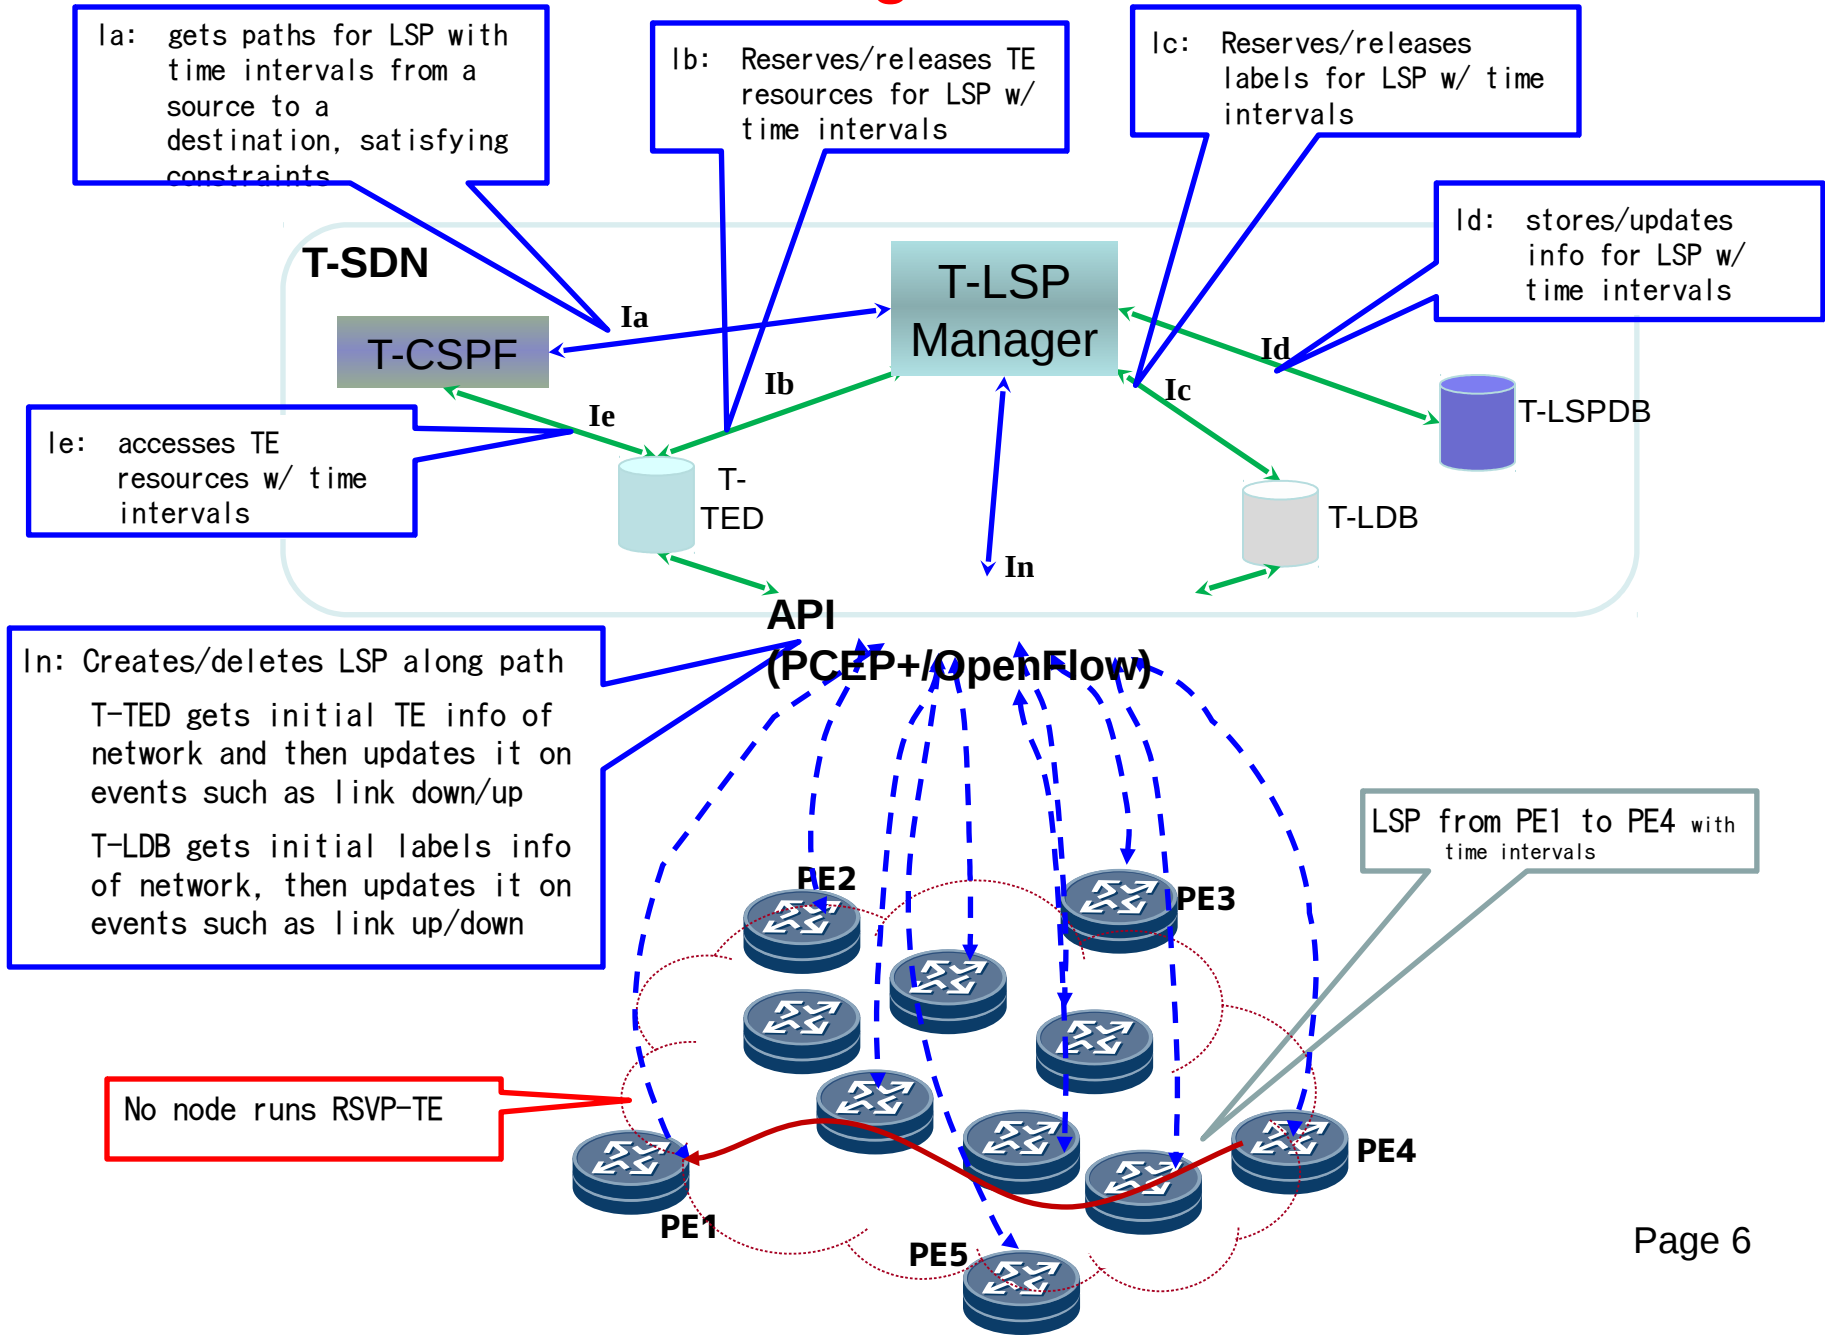 Ia: gets paths for LSP with
time intervals from a
source to a
destination, satisfying
constraints
Ib: Reserves/releases TE
resources for LSP w/
time intervals
Ic: Reserves/releases
labels for LSP w/ time
intervals
Id: stores/updates
info for LSP w/
time intervals
T-SDN
T-LSP
Manager
T-CSPF
Ia
Ib
Ic
Id
Ie
Ie: accesses TE
resources w/ time
intervals
T-
TED
T-LSPDB
T-LDB
In
API
(PCEP+/OpenFlow)
In: Creates/deletes LSP along path
T-TED gets initial TE info of
network and then updates it on
events such as link down/up
T-LDB gets initial labels info
of network, then updates it on
events such as link up/down
LSP from PE1 to PE4 with
time intervals
PE2
PE3
No node runs RSVP-TE
PE4
PE1
PE5
Page 6